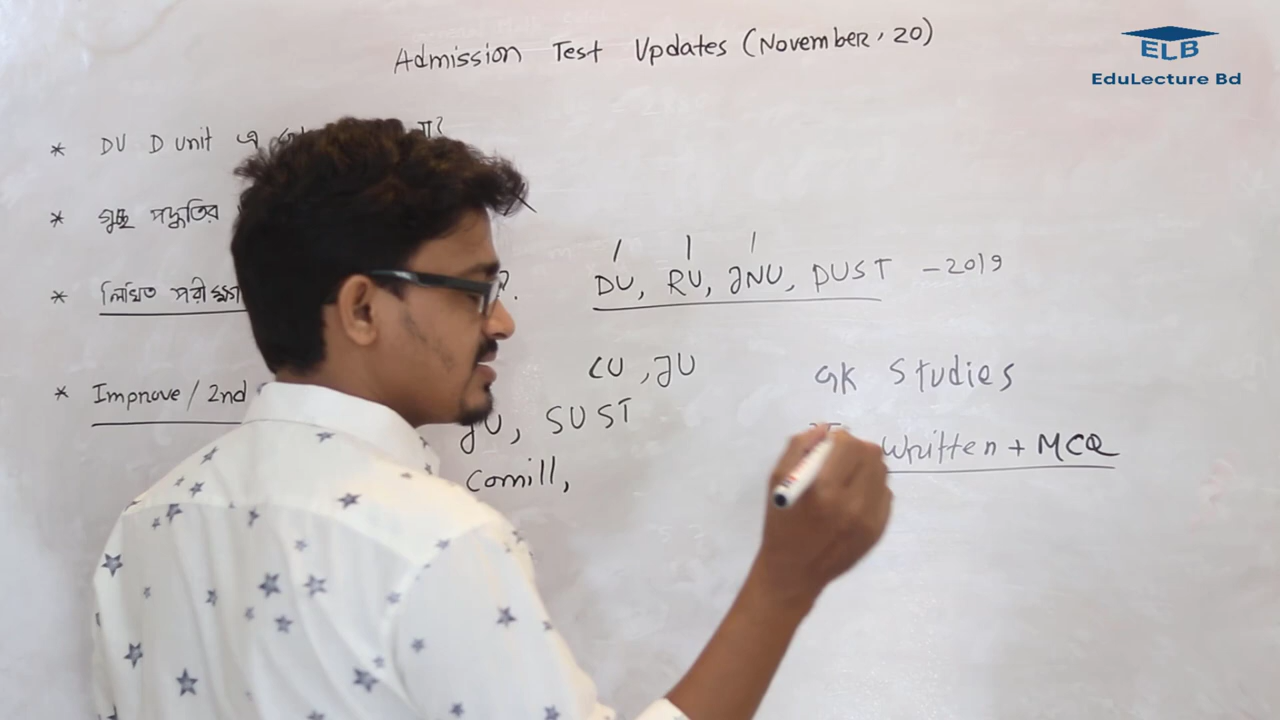 Admission Test Updates (November, 20)
ELB
EduLecture Bd
* DU D unit এ
* গুচ্ছ পদ্ধতির
DU, RU, JNU, DUST - 2019
* লিখিত পরীক্ষা
CU, JU
GK Studies
* Improve / 2nd
JU, SUST
Written + MCQ
Comill,